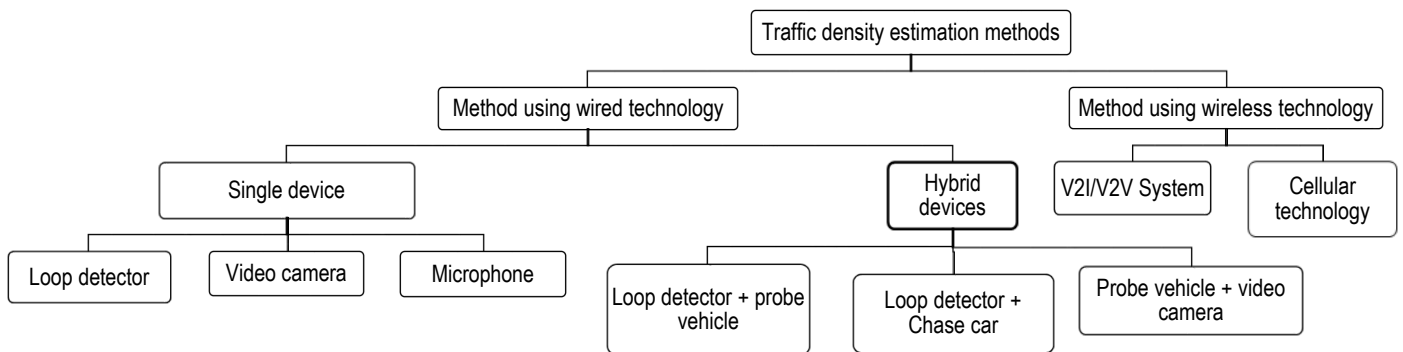 Traffic density estimation methods
Method using wired technology
Method using wireless technology
Single device
Hybrid
devices
V2I/V2V System
Cellular
technology
Loop detector
Video camera
Microphone
Loop detector + probe
vehicle
Loop detector +
Chase car
Probe vehicle + video
camera